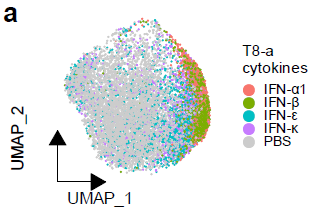 a
T8-a
cytokines
IFN-α1
IFN-β
IFN-ε
IFN-κ
PBS
UMAP_2
UMAP_1